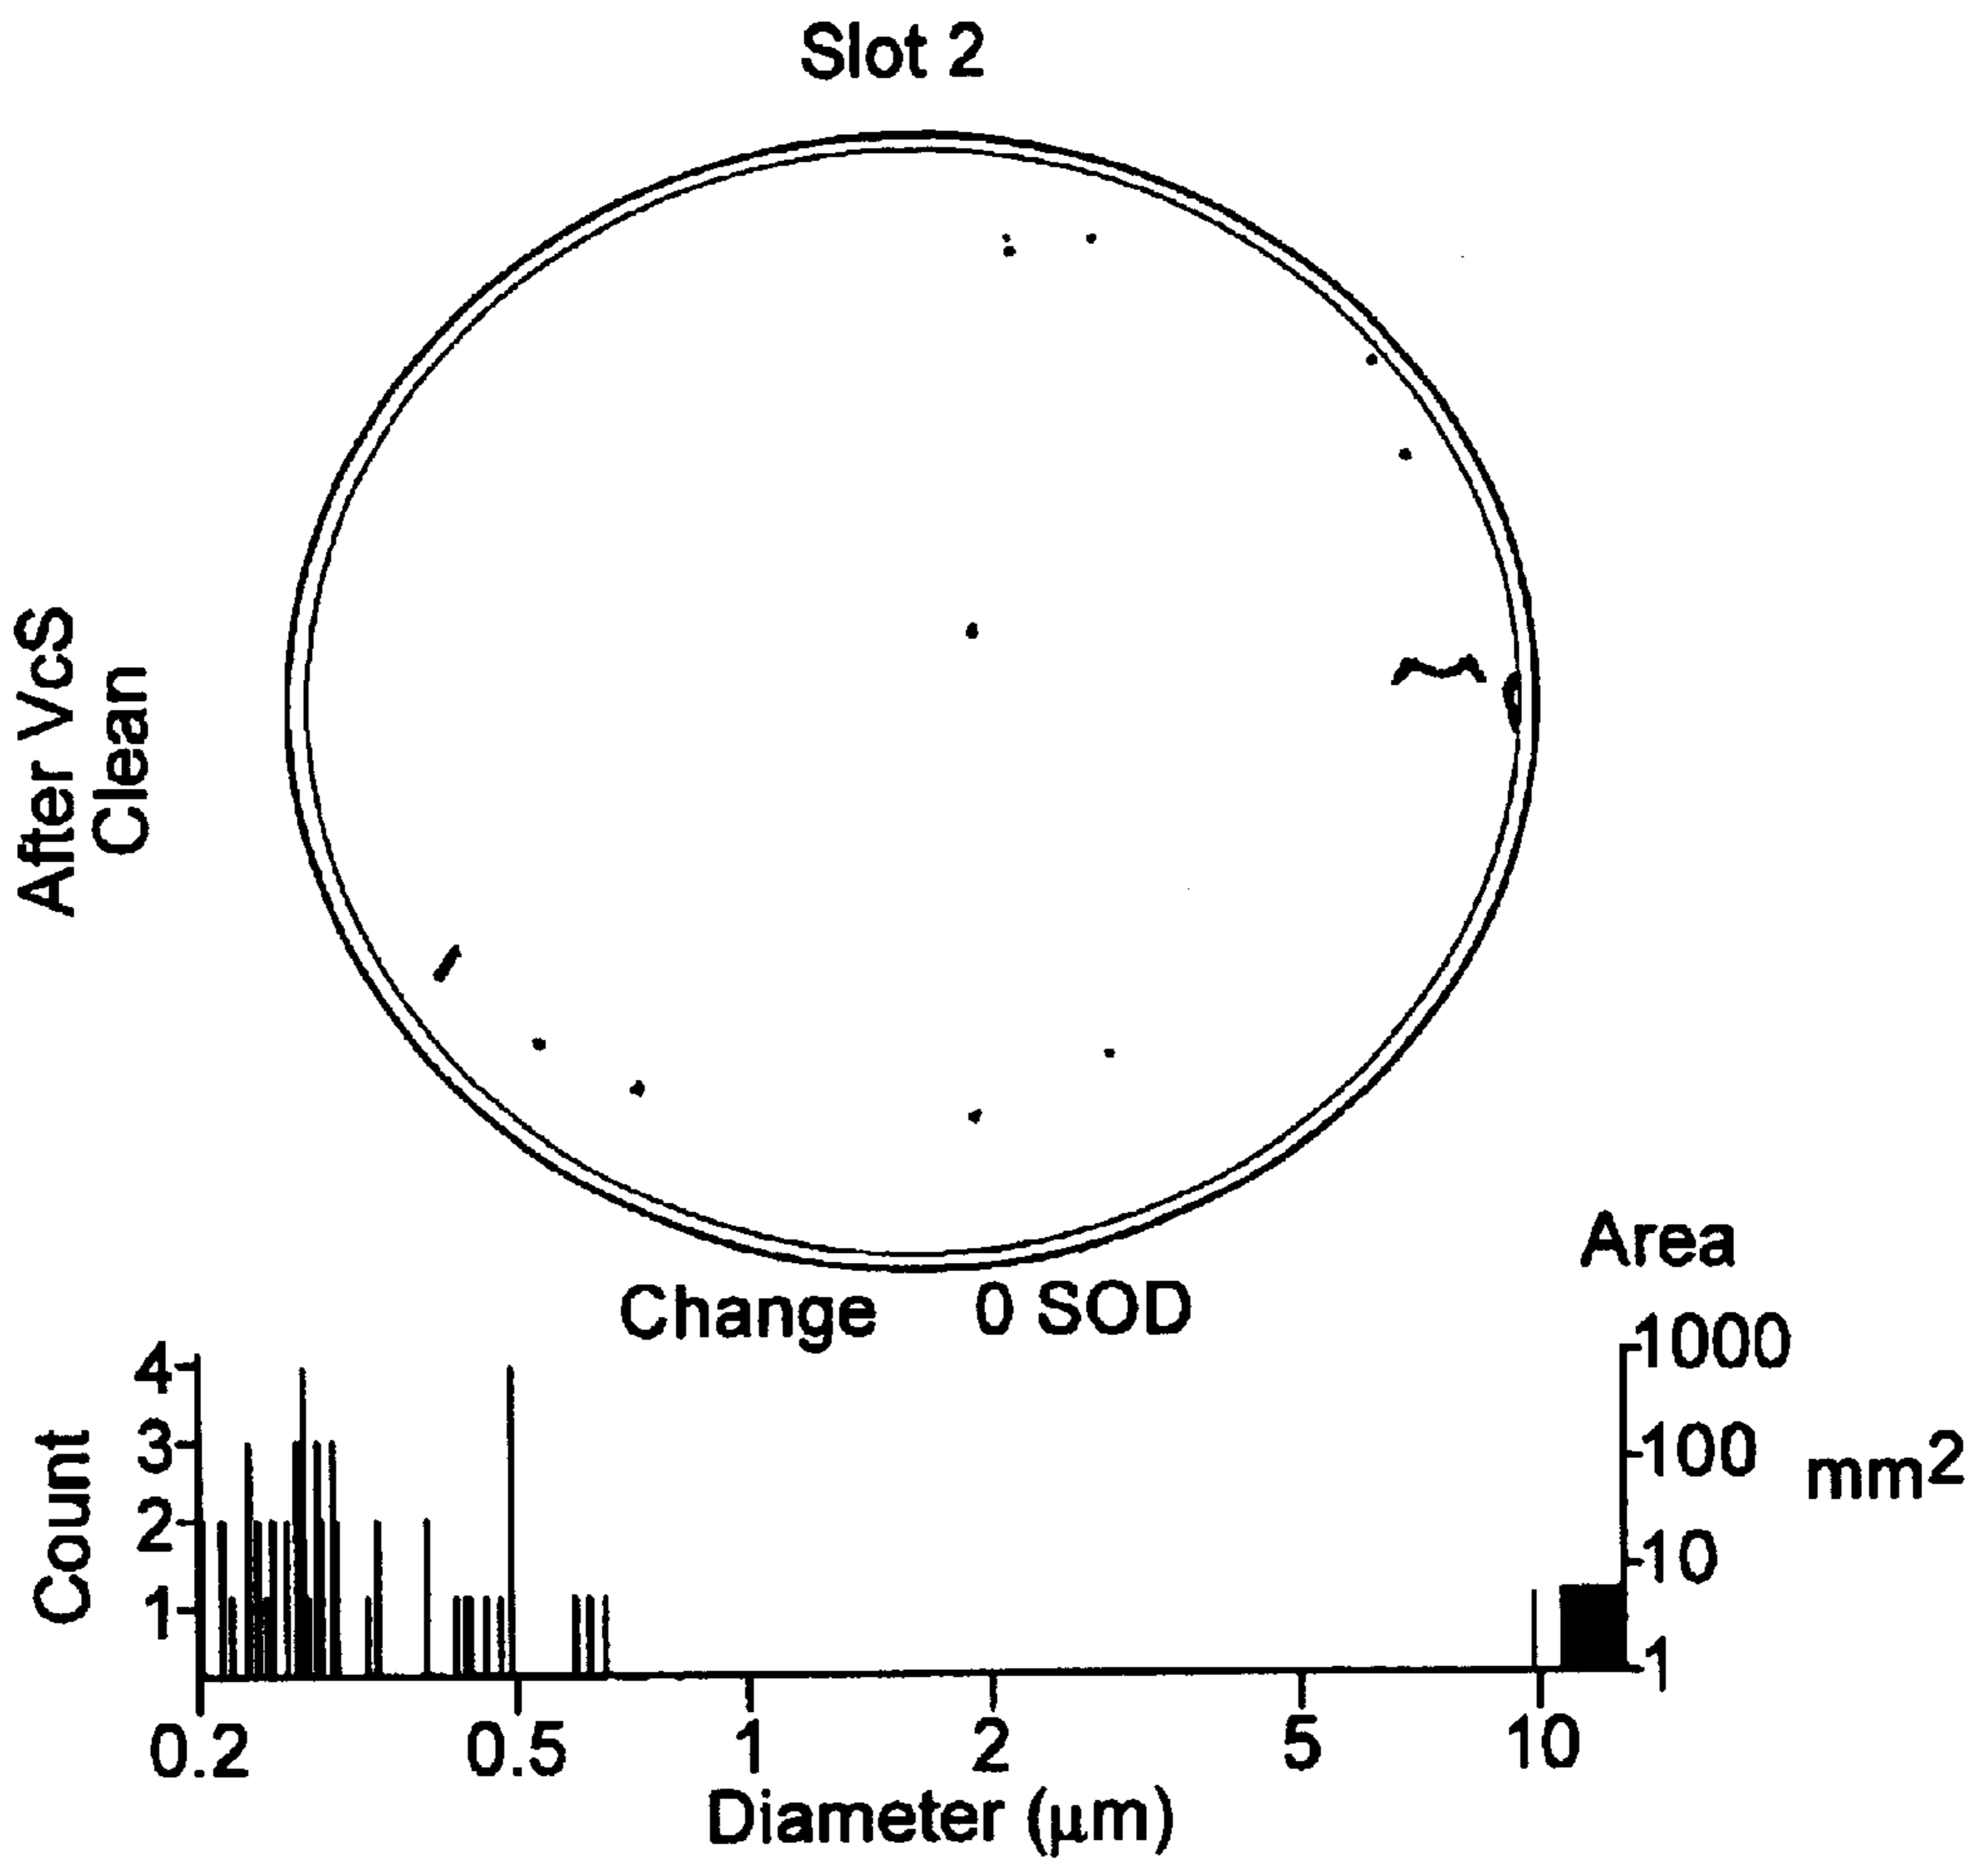 Slot 2
After VcS
Clean
Change 0 SOD
Area
Count
4
3
2
1
1000
100
10
1
mm2
0.2 0.5 1 2 5 10
Diameter (µm)